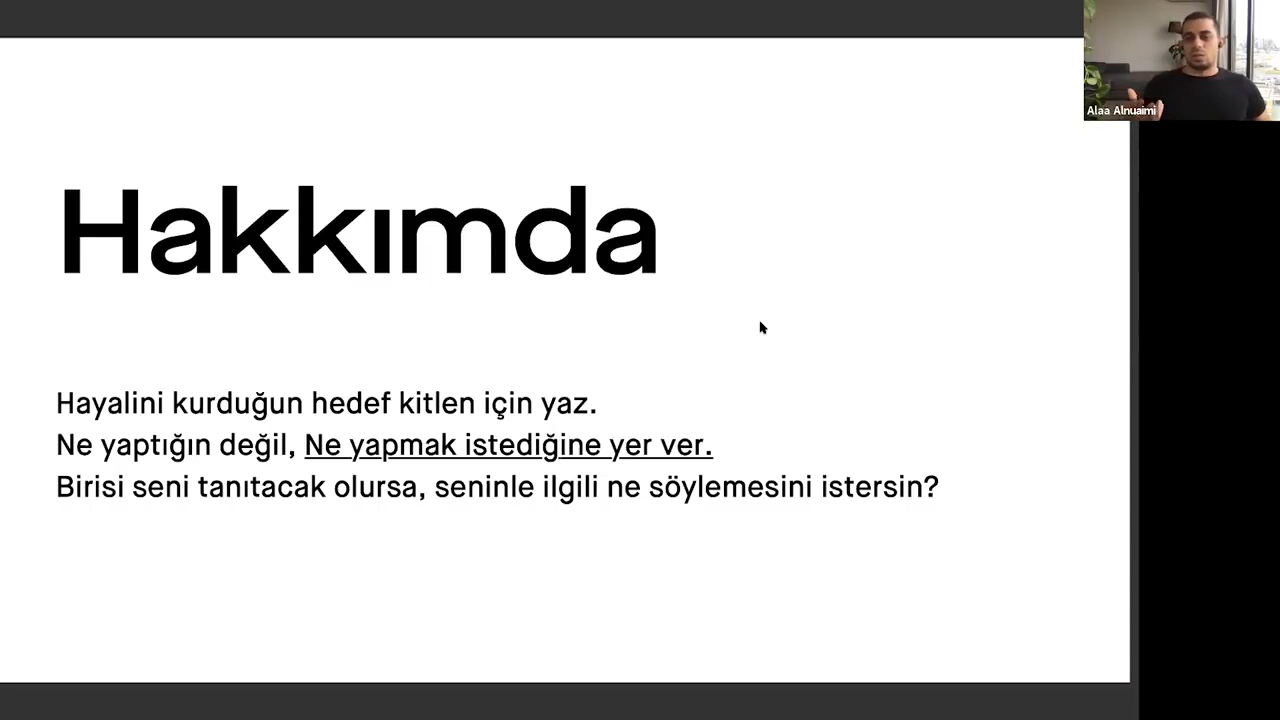 Alaa Alnuaimi
Hakkımda
Hayalini kurduğun hedef kitlen için yaz.
Ne yaptığın değil, Ne yapmak istediğine yer ver.
Birisi seni tanıtacak olursa, seninle ilgili ne söylemesini istersin?